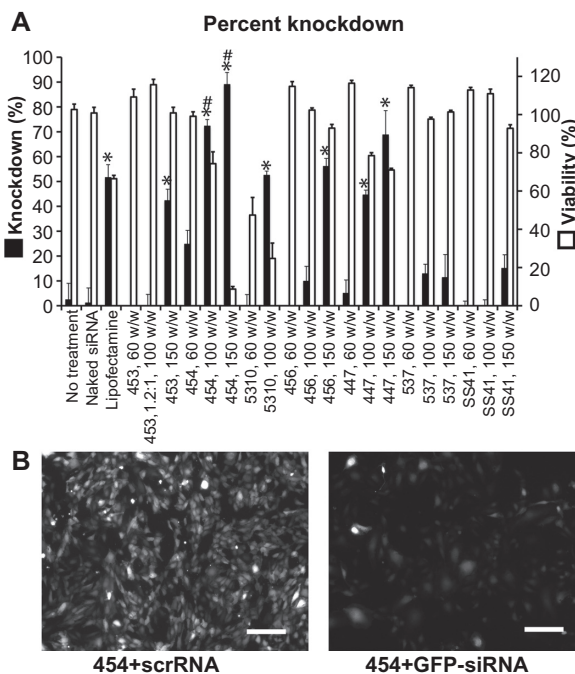 A
Percent knockdown
Knockdown (%)
100
90
80
70
60
50
40
30
20
10
0
*
*
#
*
#
*
*
*
*
*
120
100
80
60
40
20
0
Viability (%)
No treatment
Naked siRNA
Lipofectamine
453, 60 w/w
453,1.2:1, 100 w/w
453, 150 w/w
454, 60 w/w
454, 100 w/w
454, 150 w/w
5310, 60 w/w
5310, 100 w/w
456, 60 w/w
456, 100 w/w
456, 150 w/w
447, 60 w/w
447, 100 w/w
447, 150 w/w
537, 60 w/w
537, 100 w/w
537, 150 w/w
SS41, 60 w/w
SS41, 100 w/w
SS41, 150 w/w
B
454+scrRNA
454+GFP-siRNA